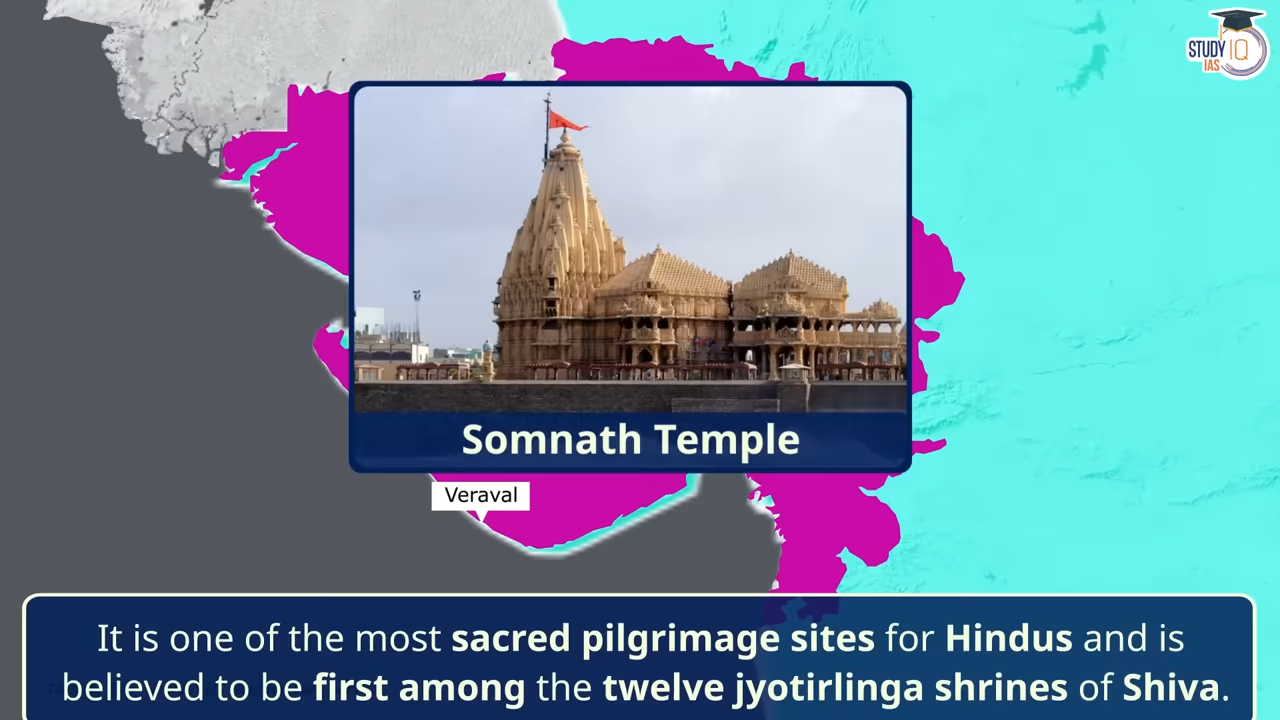 STUDY IQ
IAS
Somnath Temple
Veraval
It is one of the most sacred pilgrimage sites for Hindus and is
believed to be first among the twelve jyotirlinga shrines of Shiva.